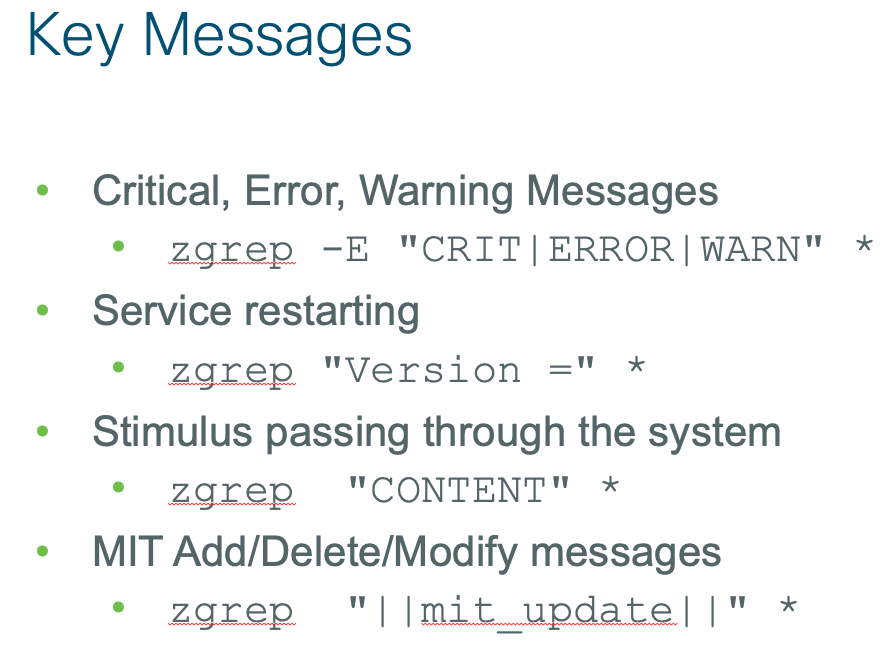 Key Messages
• Critical, Error, Warning Messages
• zgrep -E "CRIT|ERROR|WARN" *
• Service restarting
• zgrep "Version =" *
• Stimulus passing through the system
• zgrep  "CONTENT" *
• MIT Add/Delete/Modify messages
• zgrep  "||mit_update||" *